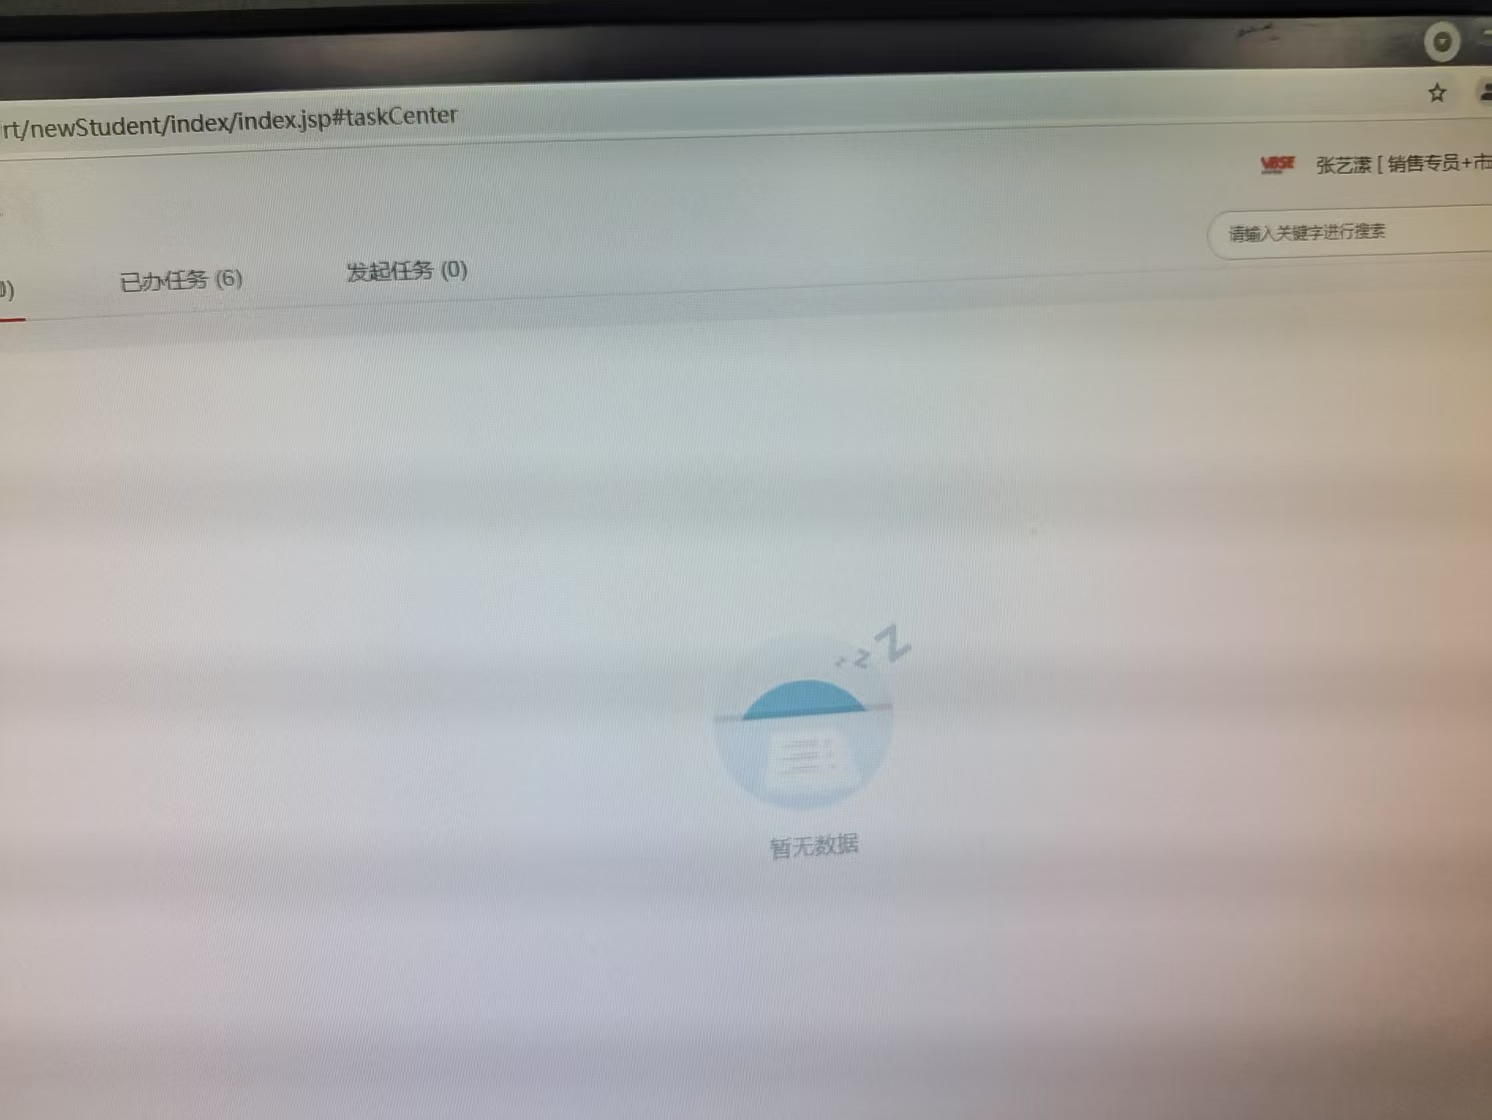 rt/newStudent/index/index.jsp#taskCenter
VBSE 张艺潆 [ 销售专员+市
请输入关键字进行搜索
0) 已办任务 (6) 发起任务 (0)
z z Z
暂无数据